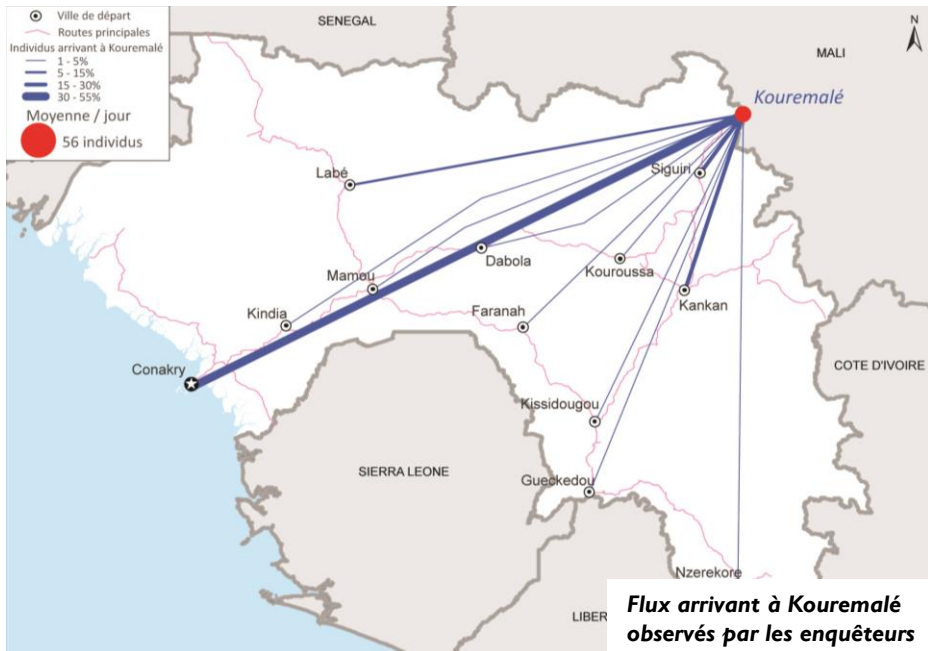 Ville de départ
Routes principales
Individus arrivant à Kouremalé
1 - 5%
5 - 15%
15 - 30%
30 - 55%
Moyenne / jour
56 individus
SENEGAL
N
MALI
Kouremalé
Labé
Siguiri
Dabola
Kouroussa
Mamou
Kankan
Kindia
Faranah
Conakry
COTE D'IVOIRE
Kissidougou
SIERRA LEONE
Gueckedou
Nzerekore
LIBER
Flux arrivant à Kouremalé
observés par les enquêteurs